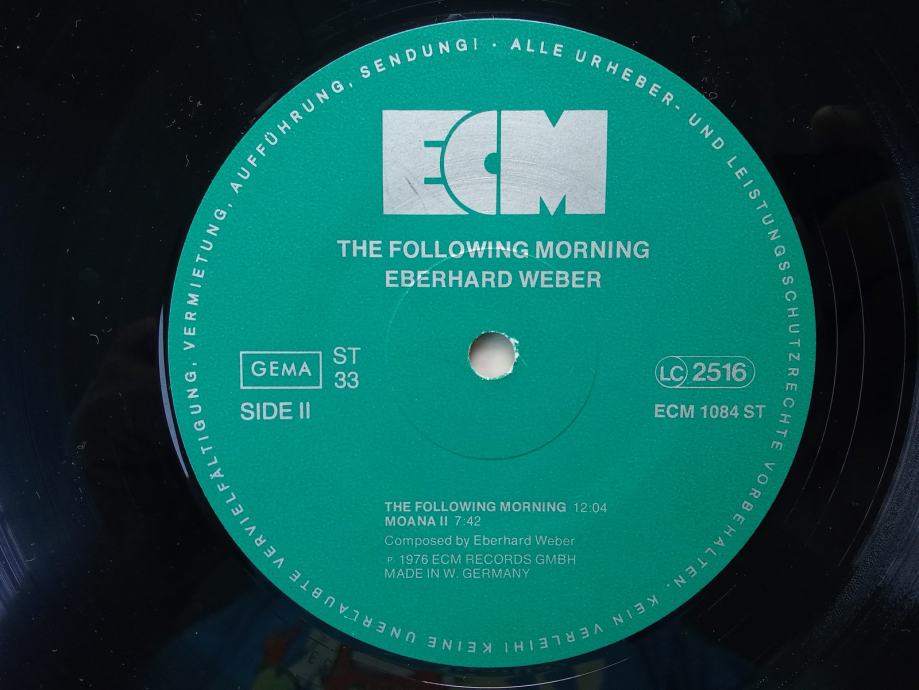 ALLE URHEBER- UND LEISTUNGSSCHUTZRECHTE VORBEHALTEN. KEIN VERLEIH! KEINE UNERLAUBTE VERVIELFÄLTIGUNG, VERMIETUNG, AUFFÜHRUNG, SENDUNG! ·
ECM
THE FOLLOWING MORNING
EBERHARD WEBER
GEMA
ST
33
SIDE II
LC 2516
ECM 1084 ST
THE FOLLOWING MORNING 12:04
MOANA II 7:42
Composed by Eberhard Weber
℗ 1976 ECM RECORDS GMBH
MADE IN W. GERMANY